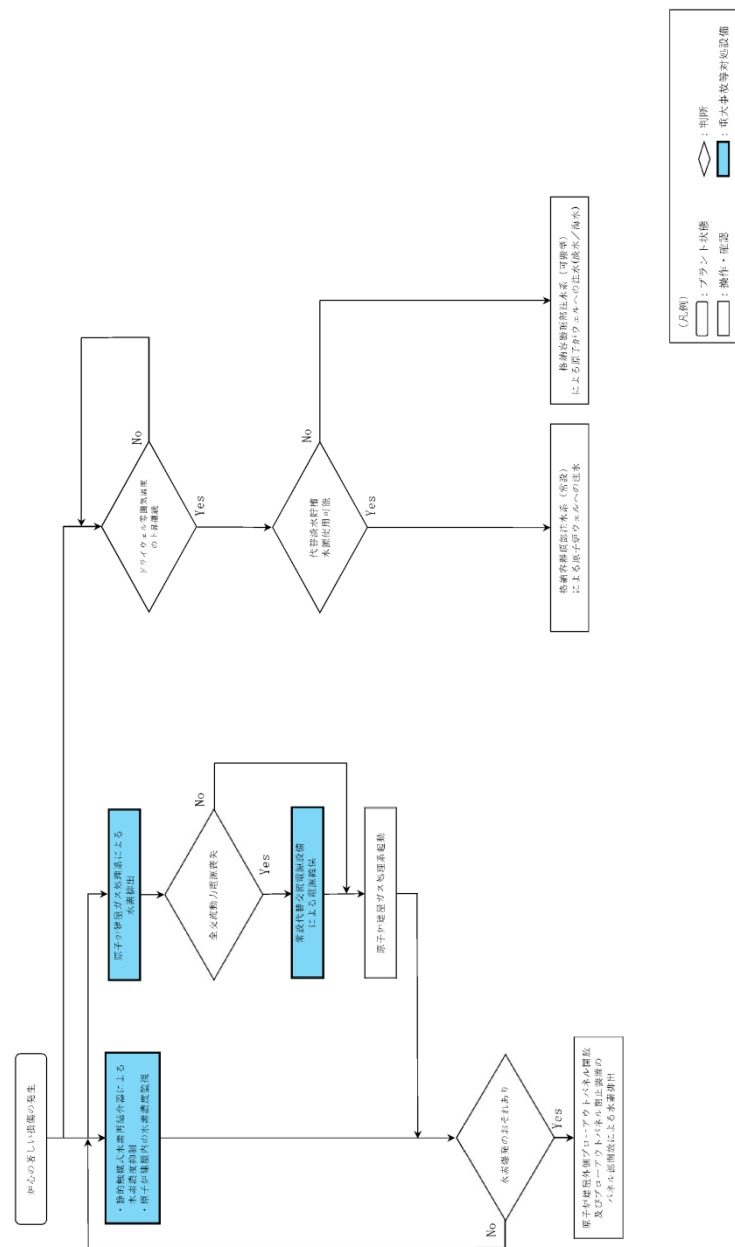 炉心の著しい損傷の発生
・静的触媒式水素再結合器による
水素濃度抑制
・原子炉建屋内の水素濃度監視
水素爆発のおそれあり
No
Yes
原子炉建屋外側ブローアウトパネル開放
及びブローアウトパネル閉止装置の
パネル部開放による水素排出
原子炉建屋ガス処理系による
水素排出
全交流動力電源喪失
No
Yes
常設代替交流電源設備
による電源確保
原子炉建屋ガス処理系起動
ドライウェル雰囲気温度
の上昇継続
No
Yes
代替淡水貯槽
水源使用可能
No
Yes
格納容器頂部注水系(常設)
による原子炉ウェルへの注水
格納容器頂部注水系(可搬型)
による原子炉ウェルへの注水(淡水/海水)
(凡例)
:プラント状態
:判断
:操作・確認
:重大事故等対処設備